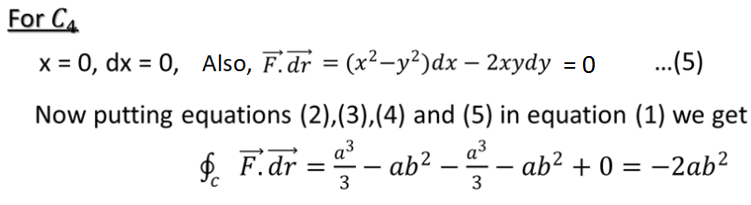 For C₄
x = 0, dx = 0, Also, F⃗.dr⃗ = (x²−y²)dx − 2xydy = 0 ...(5)
Now putting equations (2),(3),(4) and (5) in equation (1) we get
∮c F⃗.dr⃗ = a³/3 − ab² − a³/3 − ab² + 0 = −2ab²